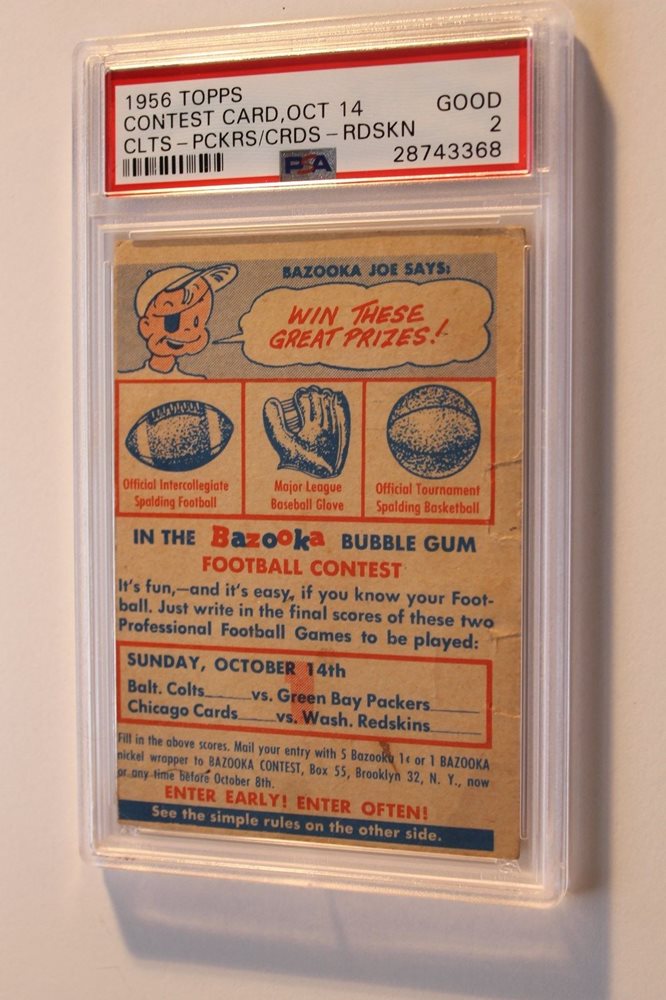 1956 TOPPS
CONTEST CARD,OCT 14 GOOD
CLTS-PCKRS/CRDS-RDSKN 2
PSA 28743368
BAZOOKA JOE SAYS:
WIN THESE
GREAT PRIZES!
Official Intercollegiate
Spalding Football
Major League
Baseball Glove
Official Tournament
Spalding Basketball
IN THE Bazooka BUBBLE GUM
FOOTBALL CONTEST
It's fun,—and it's easy, if you know your Foot-
ball. Just write in the final scores of these two
Professional Football Games to be played:
SUNDAY, OCTOBER 14th
1
Balt. Colts_____vs. Green Bay Packers_____
Chicago Cards_____vs. Wash. Redskins_____
Fill in the above scores. Mail your entry with 5 Bazooka 1¢ or 1 BAZOOKA
nickel wrapper to BAZOOKA CONTEST, Box 55, Brooklyn 32, N. Y., now
or any time before October 8th.
ENTER EARLY! ENTER OFTEN!
See the simple rules on the other side.